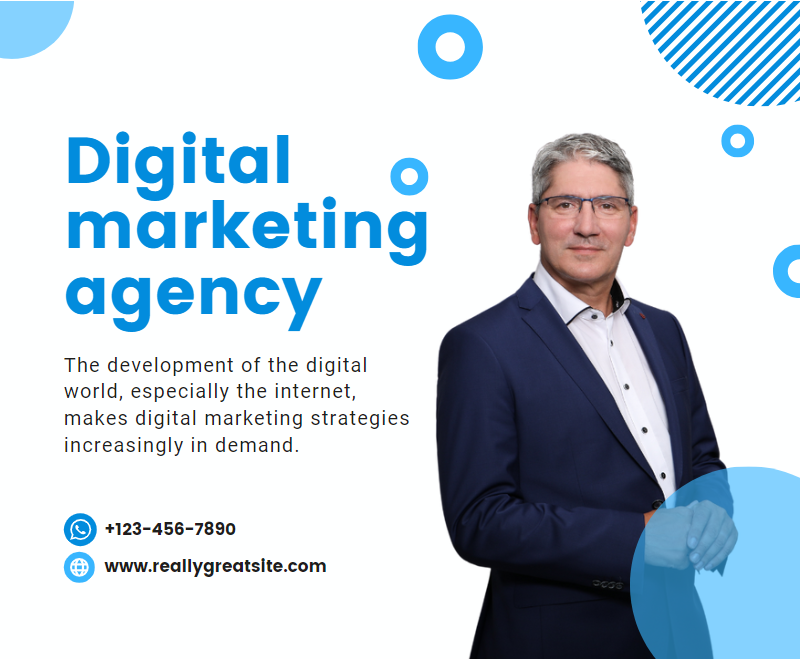 Digital
marketing
agency
The development of the digital
world, especially the internet,
makes digital marketing strategies
increasingly in demand.
+123-456-7890
www.reallygreatsite.com